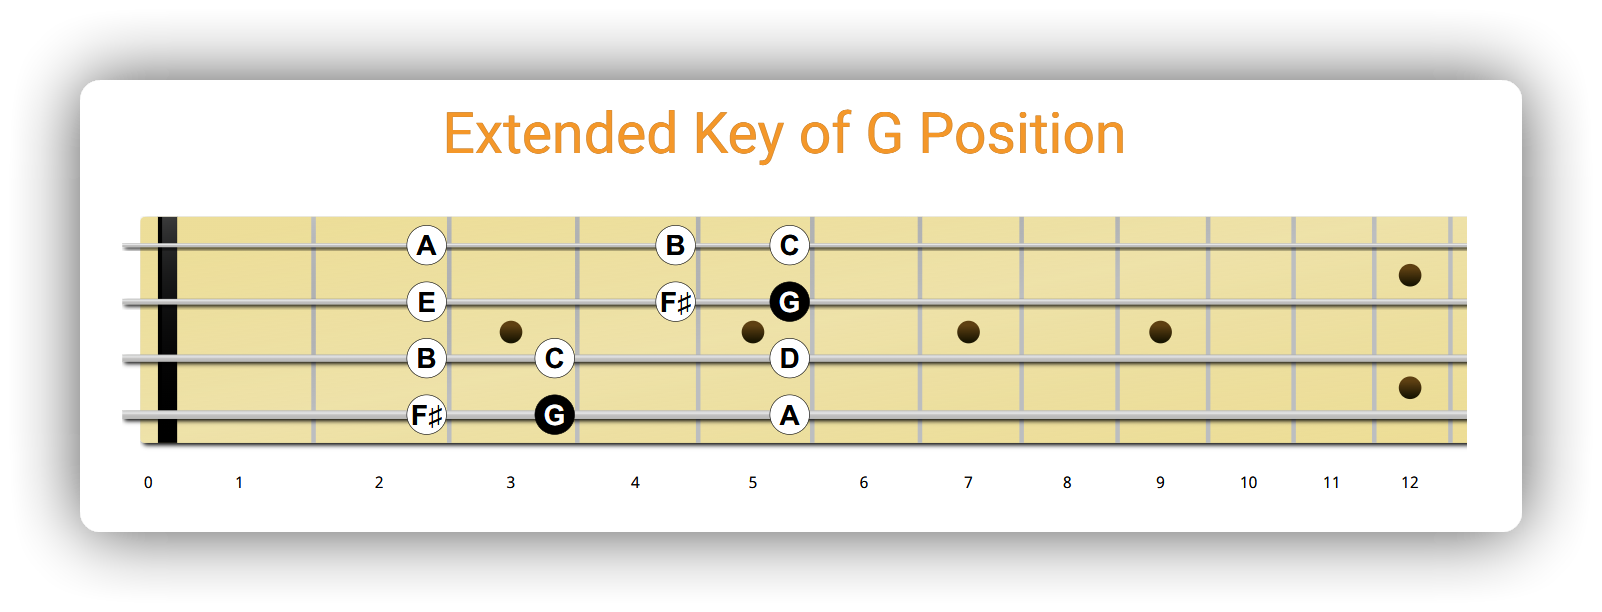 Extended Key of G Position
A B C
E F♯ G
B C D
F♯ G A
0 1 2 3 4 5 6 7 8 9 10 11 12